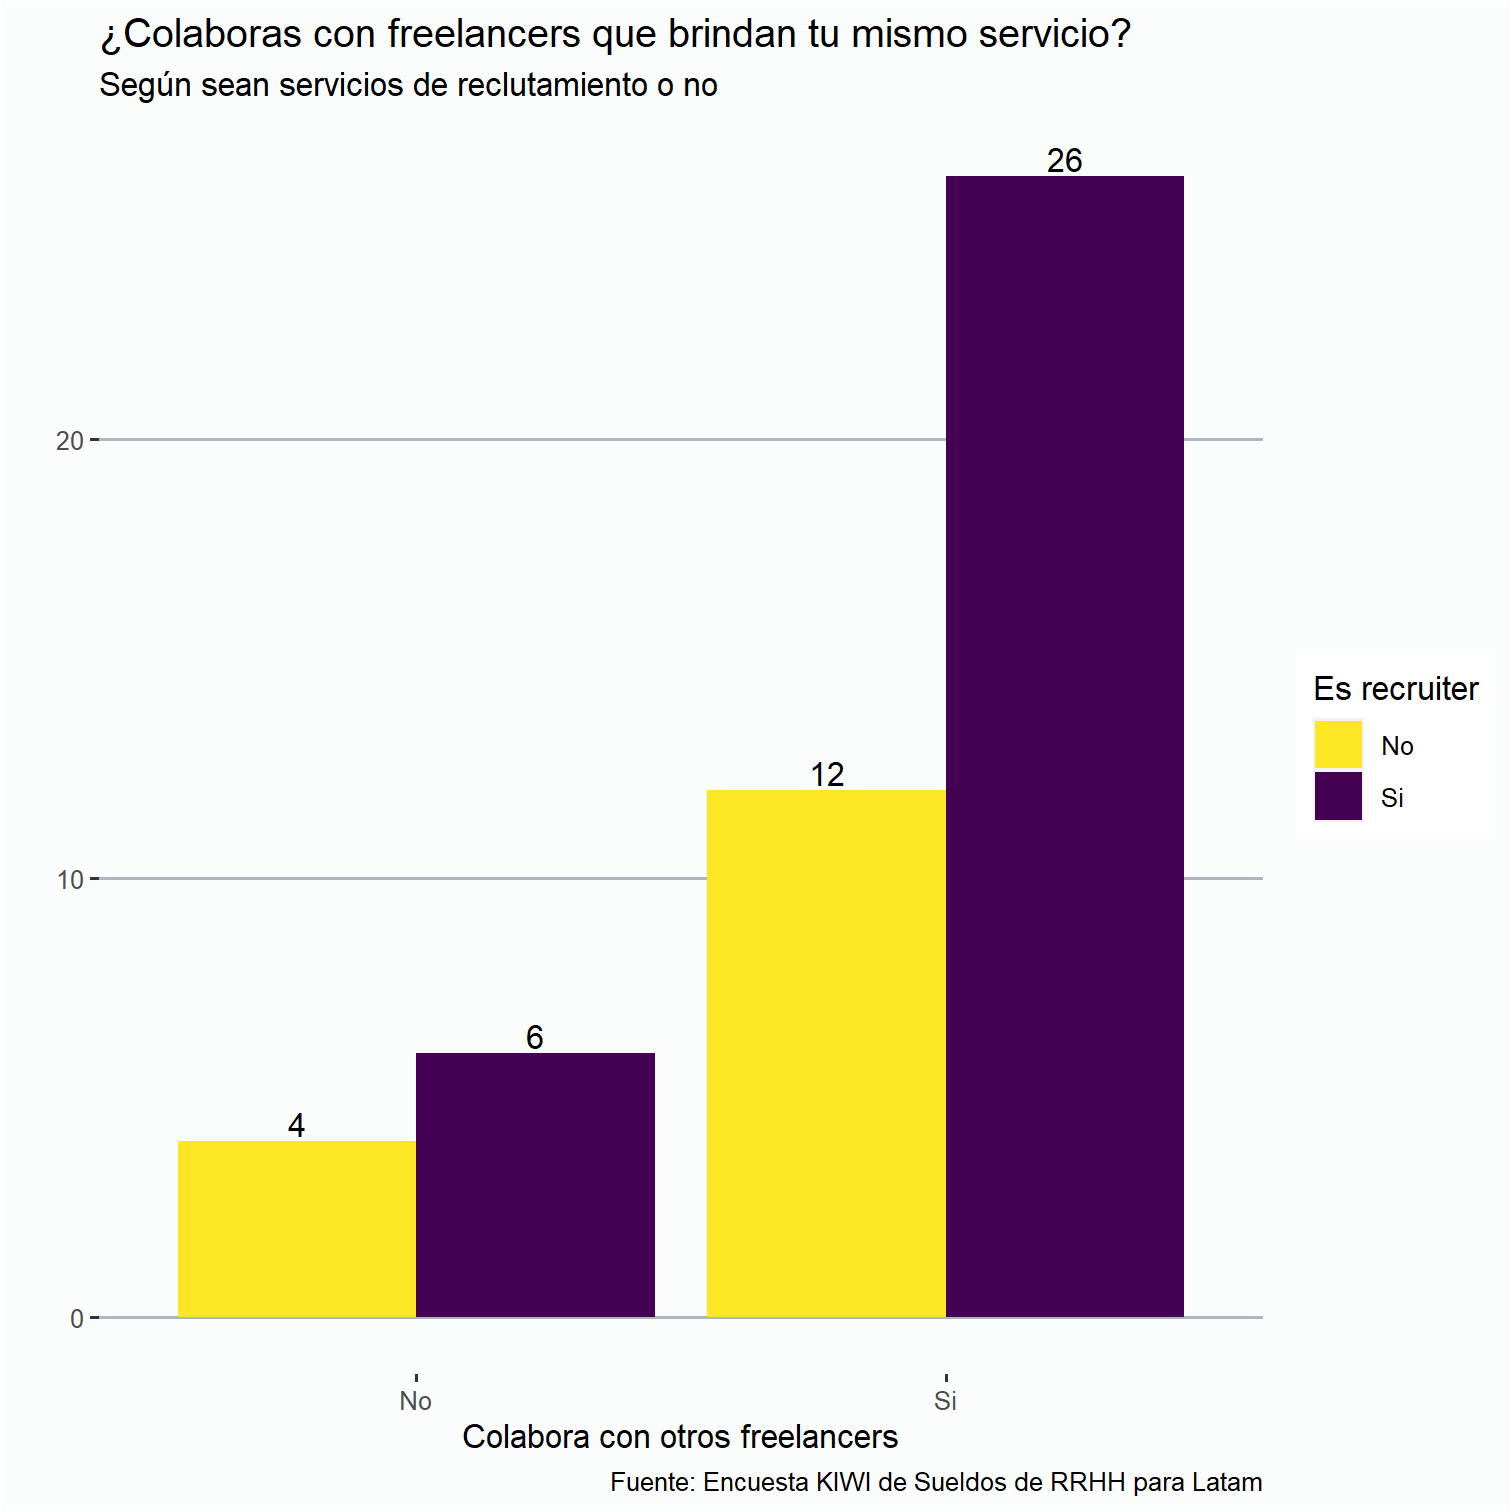 ¿Colaboras con freelancers que brindan tu mismo servicio?
Según sean servicios de reclutamiento o no
26
20
12
10
6
4
0
No
Si
Colabora con otros freelancers
Es recruiter
No
Si
Fuente: Encuesta KIWI de Sueldos de RRHH para Latam